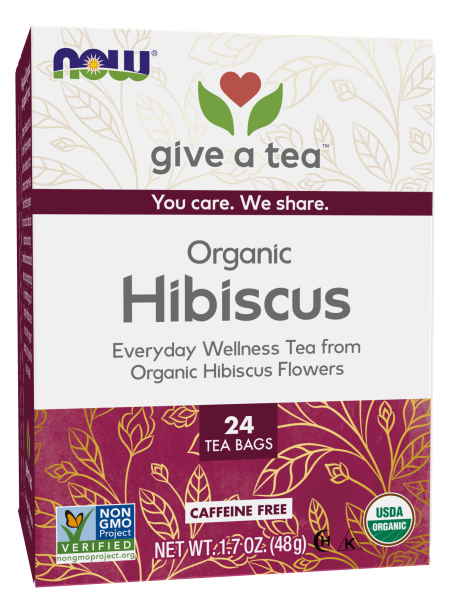 now®
give a tea™
You care. We share.
Organic
Hibiscus
Everyday Wellness Tea from
Organic Hibiscus Flowers
24
TEA BAGS
CAFFEINE FREE
NON
GMO
Project
VERIFIED
nongmoproject.org
NET WT. 1.7 OZ. (48g)
CH/K
USDA
ORGANIC